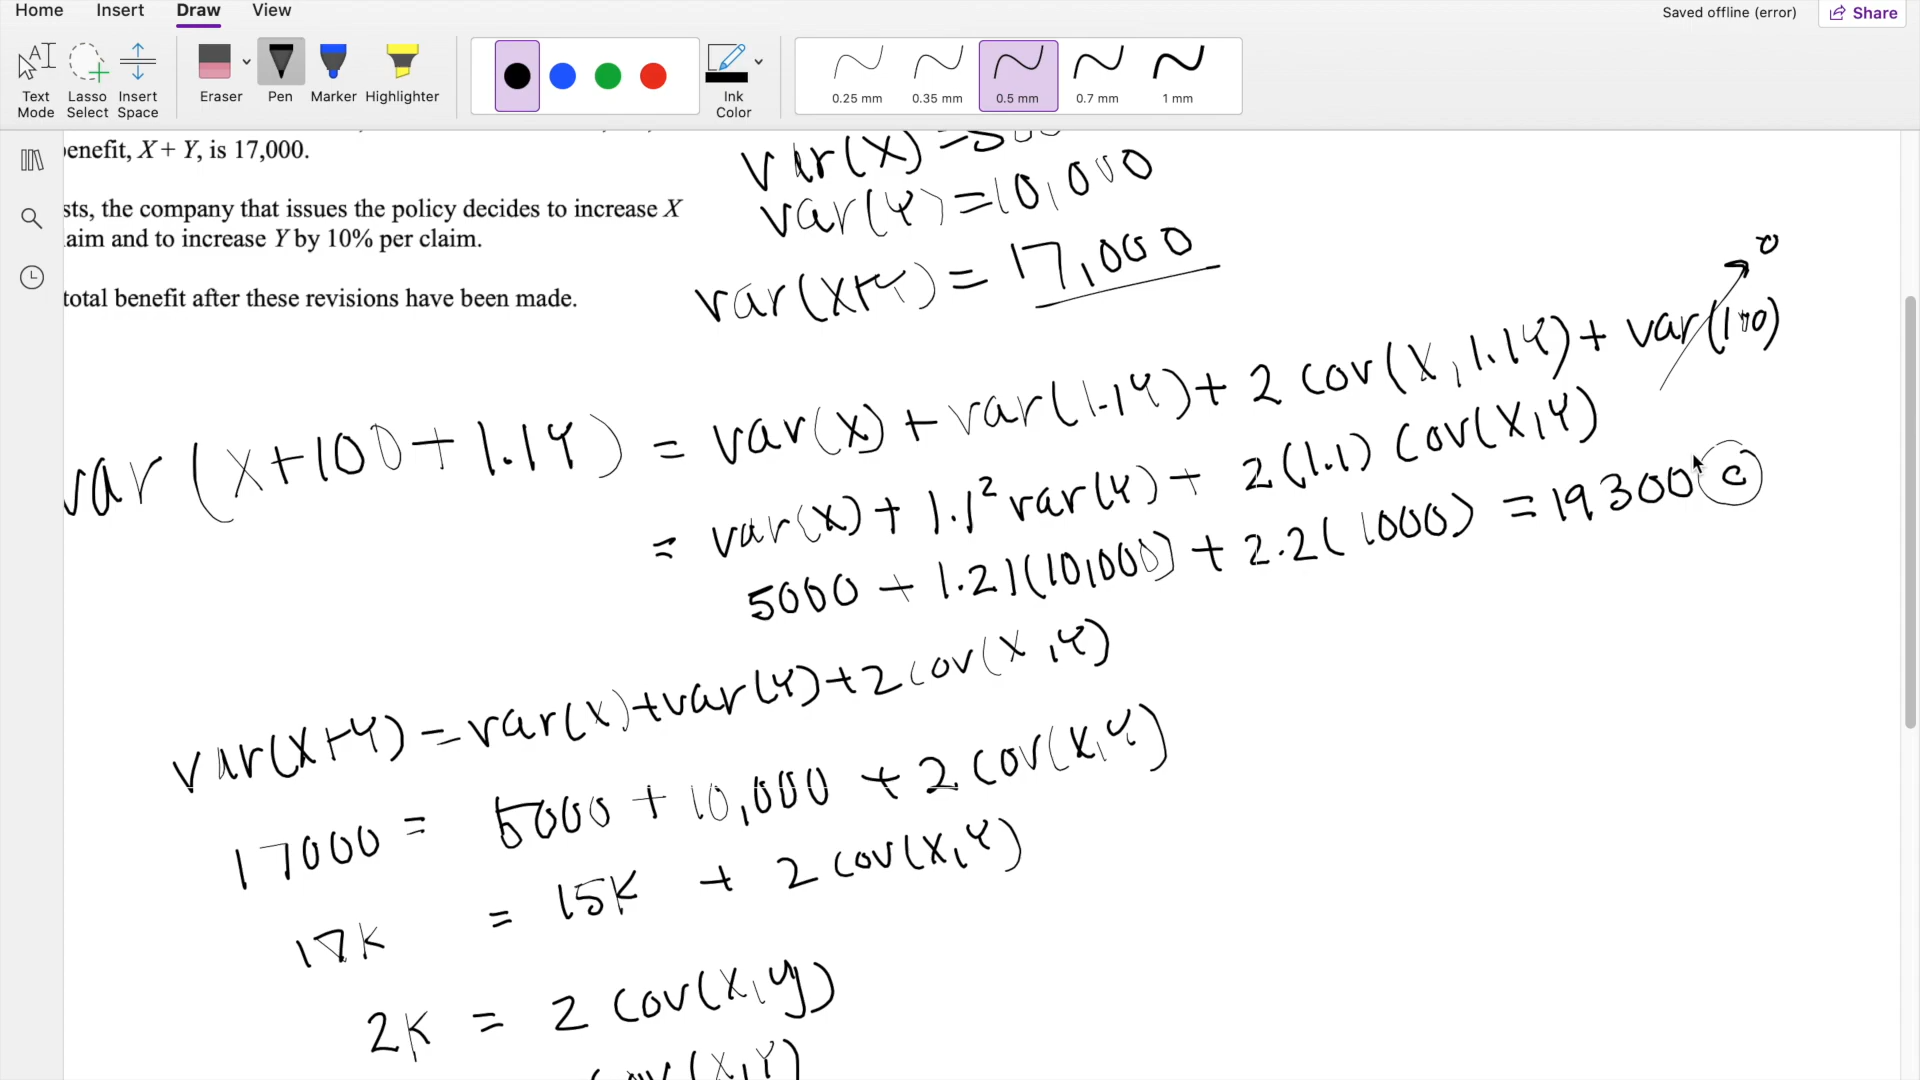 Home Insert Draw View
Saved offline (error) Share
Text Mode
Lasso Select
Insert Space
Eraser
Pen
Marker
Highlighter
Ink Color
0.25 mm
0.35 mm
0.5 mm
0.7 mm
1 mm
benefit, X + Y, is 17,000.
sts, the company that issues the policy decides to increase X
aim and to increase Y by 10% per claim.
total benefit after these revisions have been made.
var(X) =
var(Y) = 10,000
var(X+Y) = 17,000
0
var (X+100+1.1Y) = var(X) + var(1.1Y) + 2 cov(X, 1.1Y) + var(100)
= var(X) + 1.1² var(Y) + 2(1.1) cov(X,Y)
5000 + 1.21(10,000) + 2.2(1000) = 19300 C
var(X+Y) = var(X)+var(Y)+2cov(X,Y)
17000 = 5000 + 10,000 + 2 cov(X,Y)
17K = 15K + 2 cov(X,Y)
2K = 2 cov(X,Y)
cov(X,Y)